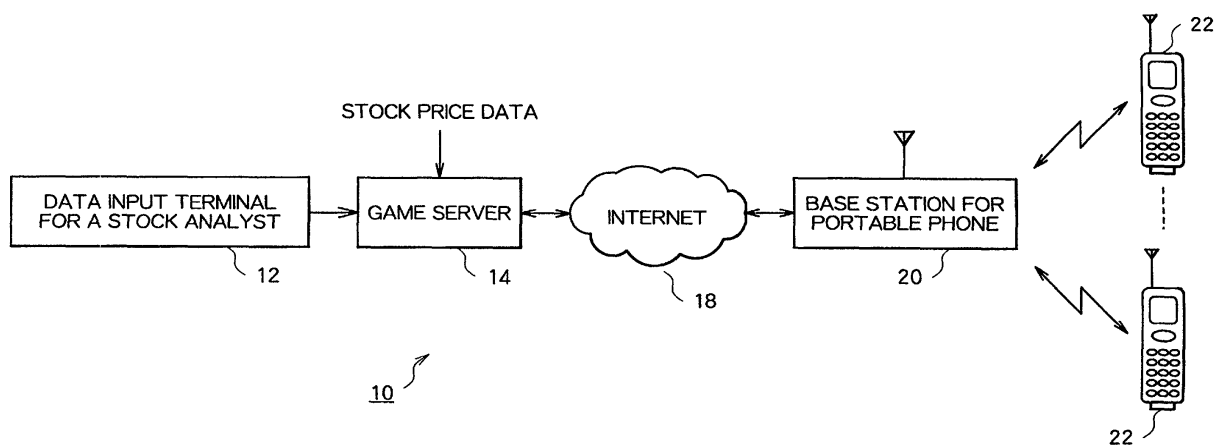 22
STOCK PRICE DATA
DATA INPUT TERMINAL
FOR A STOCK ANALYST
GAME SERVER
INTERNET
BASE STATION FOR
PORTABLE PHONE
12
14
18
20
10
22